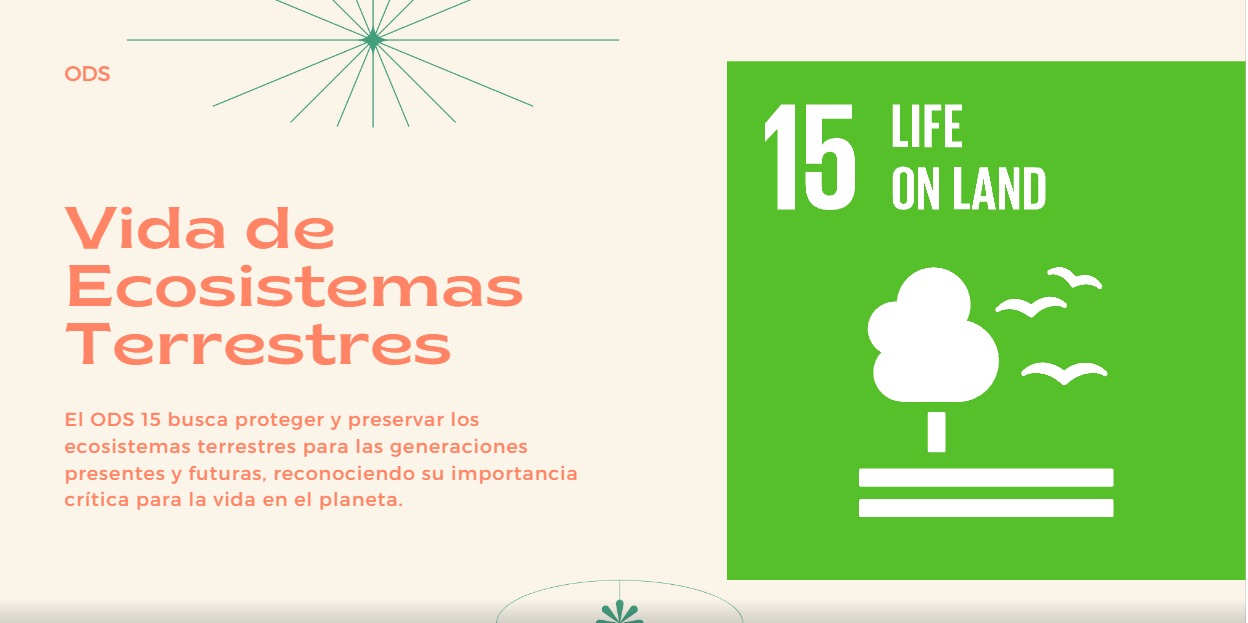 ODS
Vida de
Ecosistemas
Terrestres
El ODS 15 busca proteger y preservar los
ecosistemas terrestres para las generaciones
presentes y futuras, reconociendo su importancia
crítica para la vida en el planeta.
15 LIFE
ON LAND